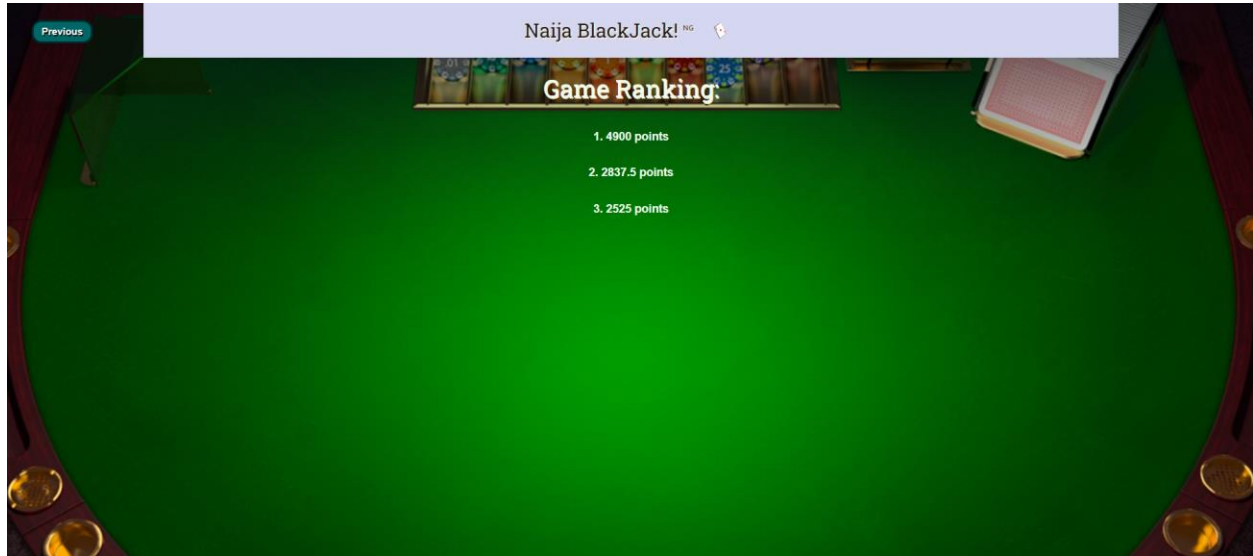 Previous
Naija BlackJack! NG
Game Ranking:
1. 4900 points
2. 2837.5 points
3. 2525 points